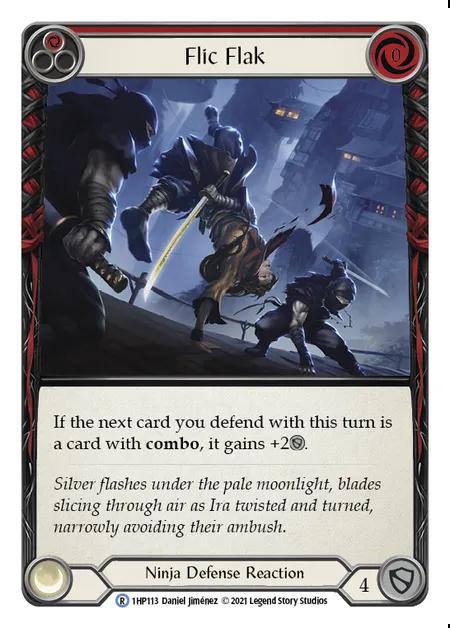 Flic Flak
0
If the next card you defend with this turn is
a card with combo, it gains +2.
Silver flashes under the pale moonlight, blades
slicing through air as Ira twisted and turned,
narrowly avoiding their ambush.
Ninja Defense Reaction
4
R 1HP113 Daniel Jiménez © 2021 Legend Story Studios